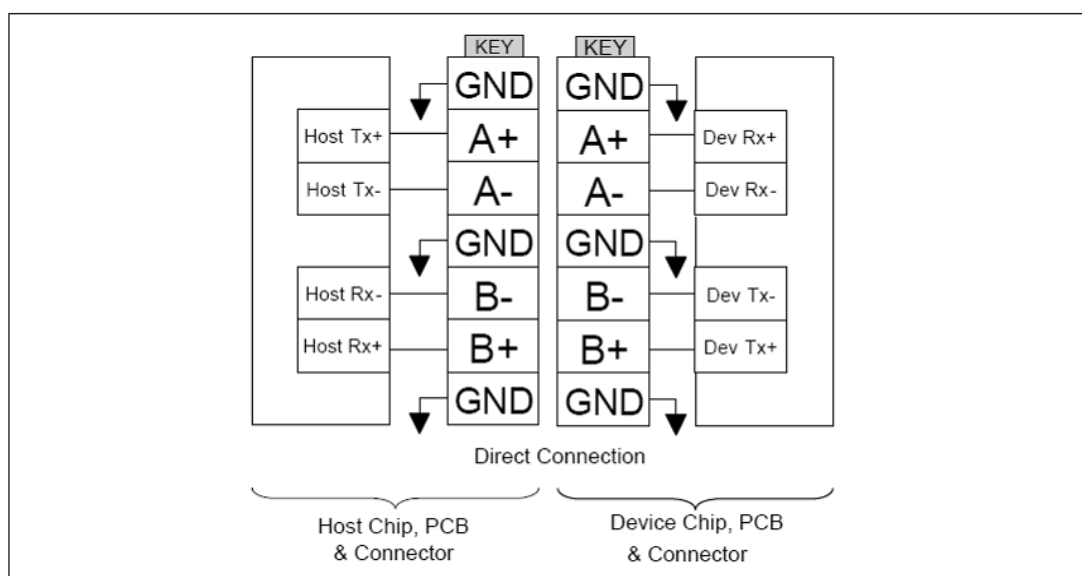 KEY KEY
GND GND
Host Tx+ A+ A+ Dev Rx+
Host Tx- A- A- Dev Rx-
GND GND
Host Rx- B- B- Dev Tx-
Host Rx+ B+ B+ Dev Tx+
GND GND
Direct Connection
Host Chip, PCB
& Connector
Device Chip, PCB
& Connector